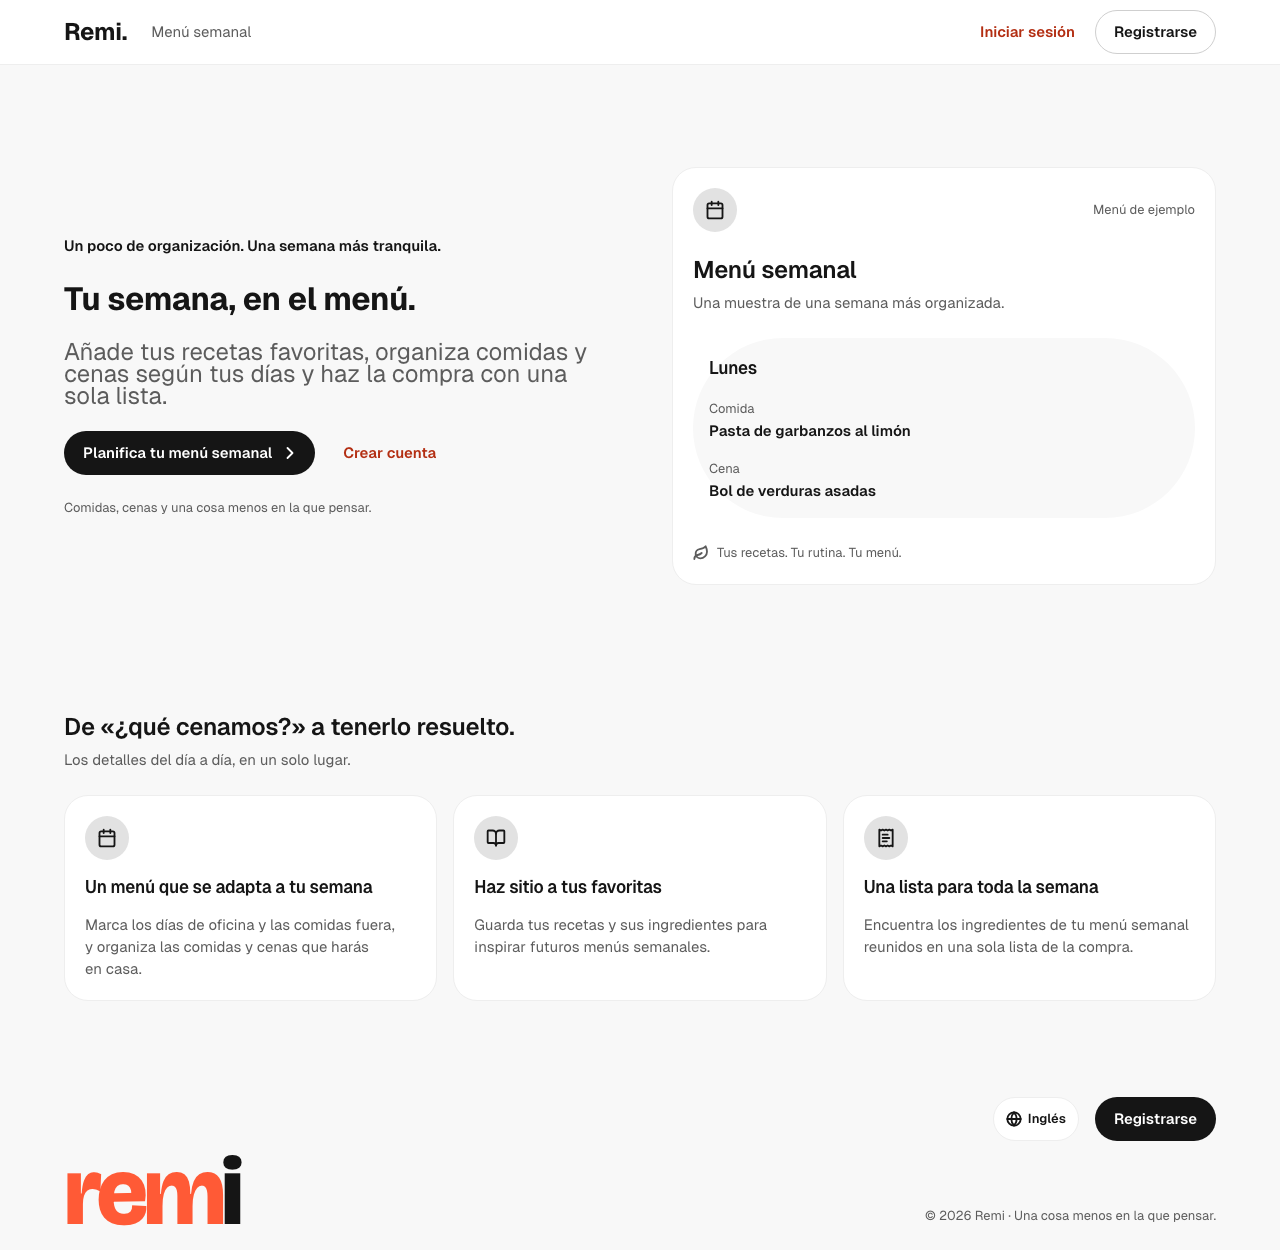 Remi.
Menú semanal
Iniciar sesión
Registrarse
Un poco de organización. Una semana más tranquila.
Tu semana, en el menú.
Añade tus recetas favoritas, organiza comidas y
cenas según tus días y haz la compra con una
sola lista.
Planifica tu menú semanal
Crear cuenta
Comidas, cenas y una cosa menos en la que pensar.
Menú de ejemplo
Menú semanal
Una muestra de una semana más organizada.
Lunes
Comida
Pasta de garbanzos al limón
Cena
Bol de verduras asadas
Tus recetas. Tu rutina. Tu menú.
De «¿qué cenamos?» a tenerlo resuelto.
Los detalles del día a día, en un solo lugar.
Un menú que se adapta a tu semana
Marca los días de oficina y las comidas fuera,
y organiza las comidas y cenas que harás
en casa.
Haz sitio a tus favoritas
Guarda tus recetas y sus ingredientes para
inspirar futuros menús semanales.
Una lista para toda la semana
Encuentra los ingredientes de tu menú semanal
reunidos en una sola lista de la compra.
Inglés
Registrarse
remi
© 2026 Remi · Una cosa menos en la que pensar.